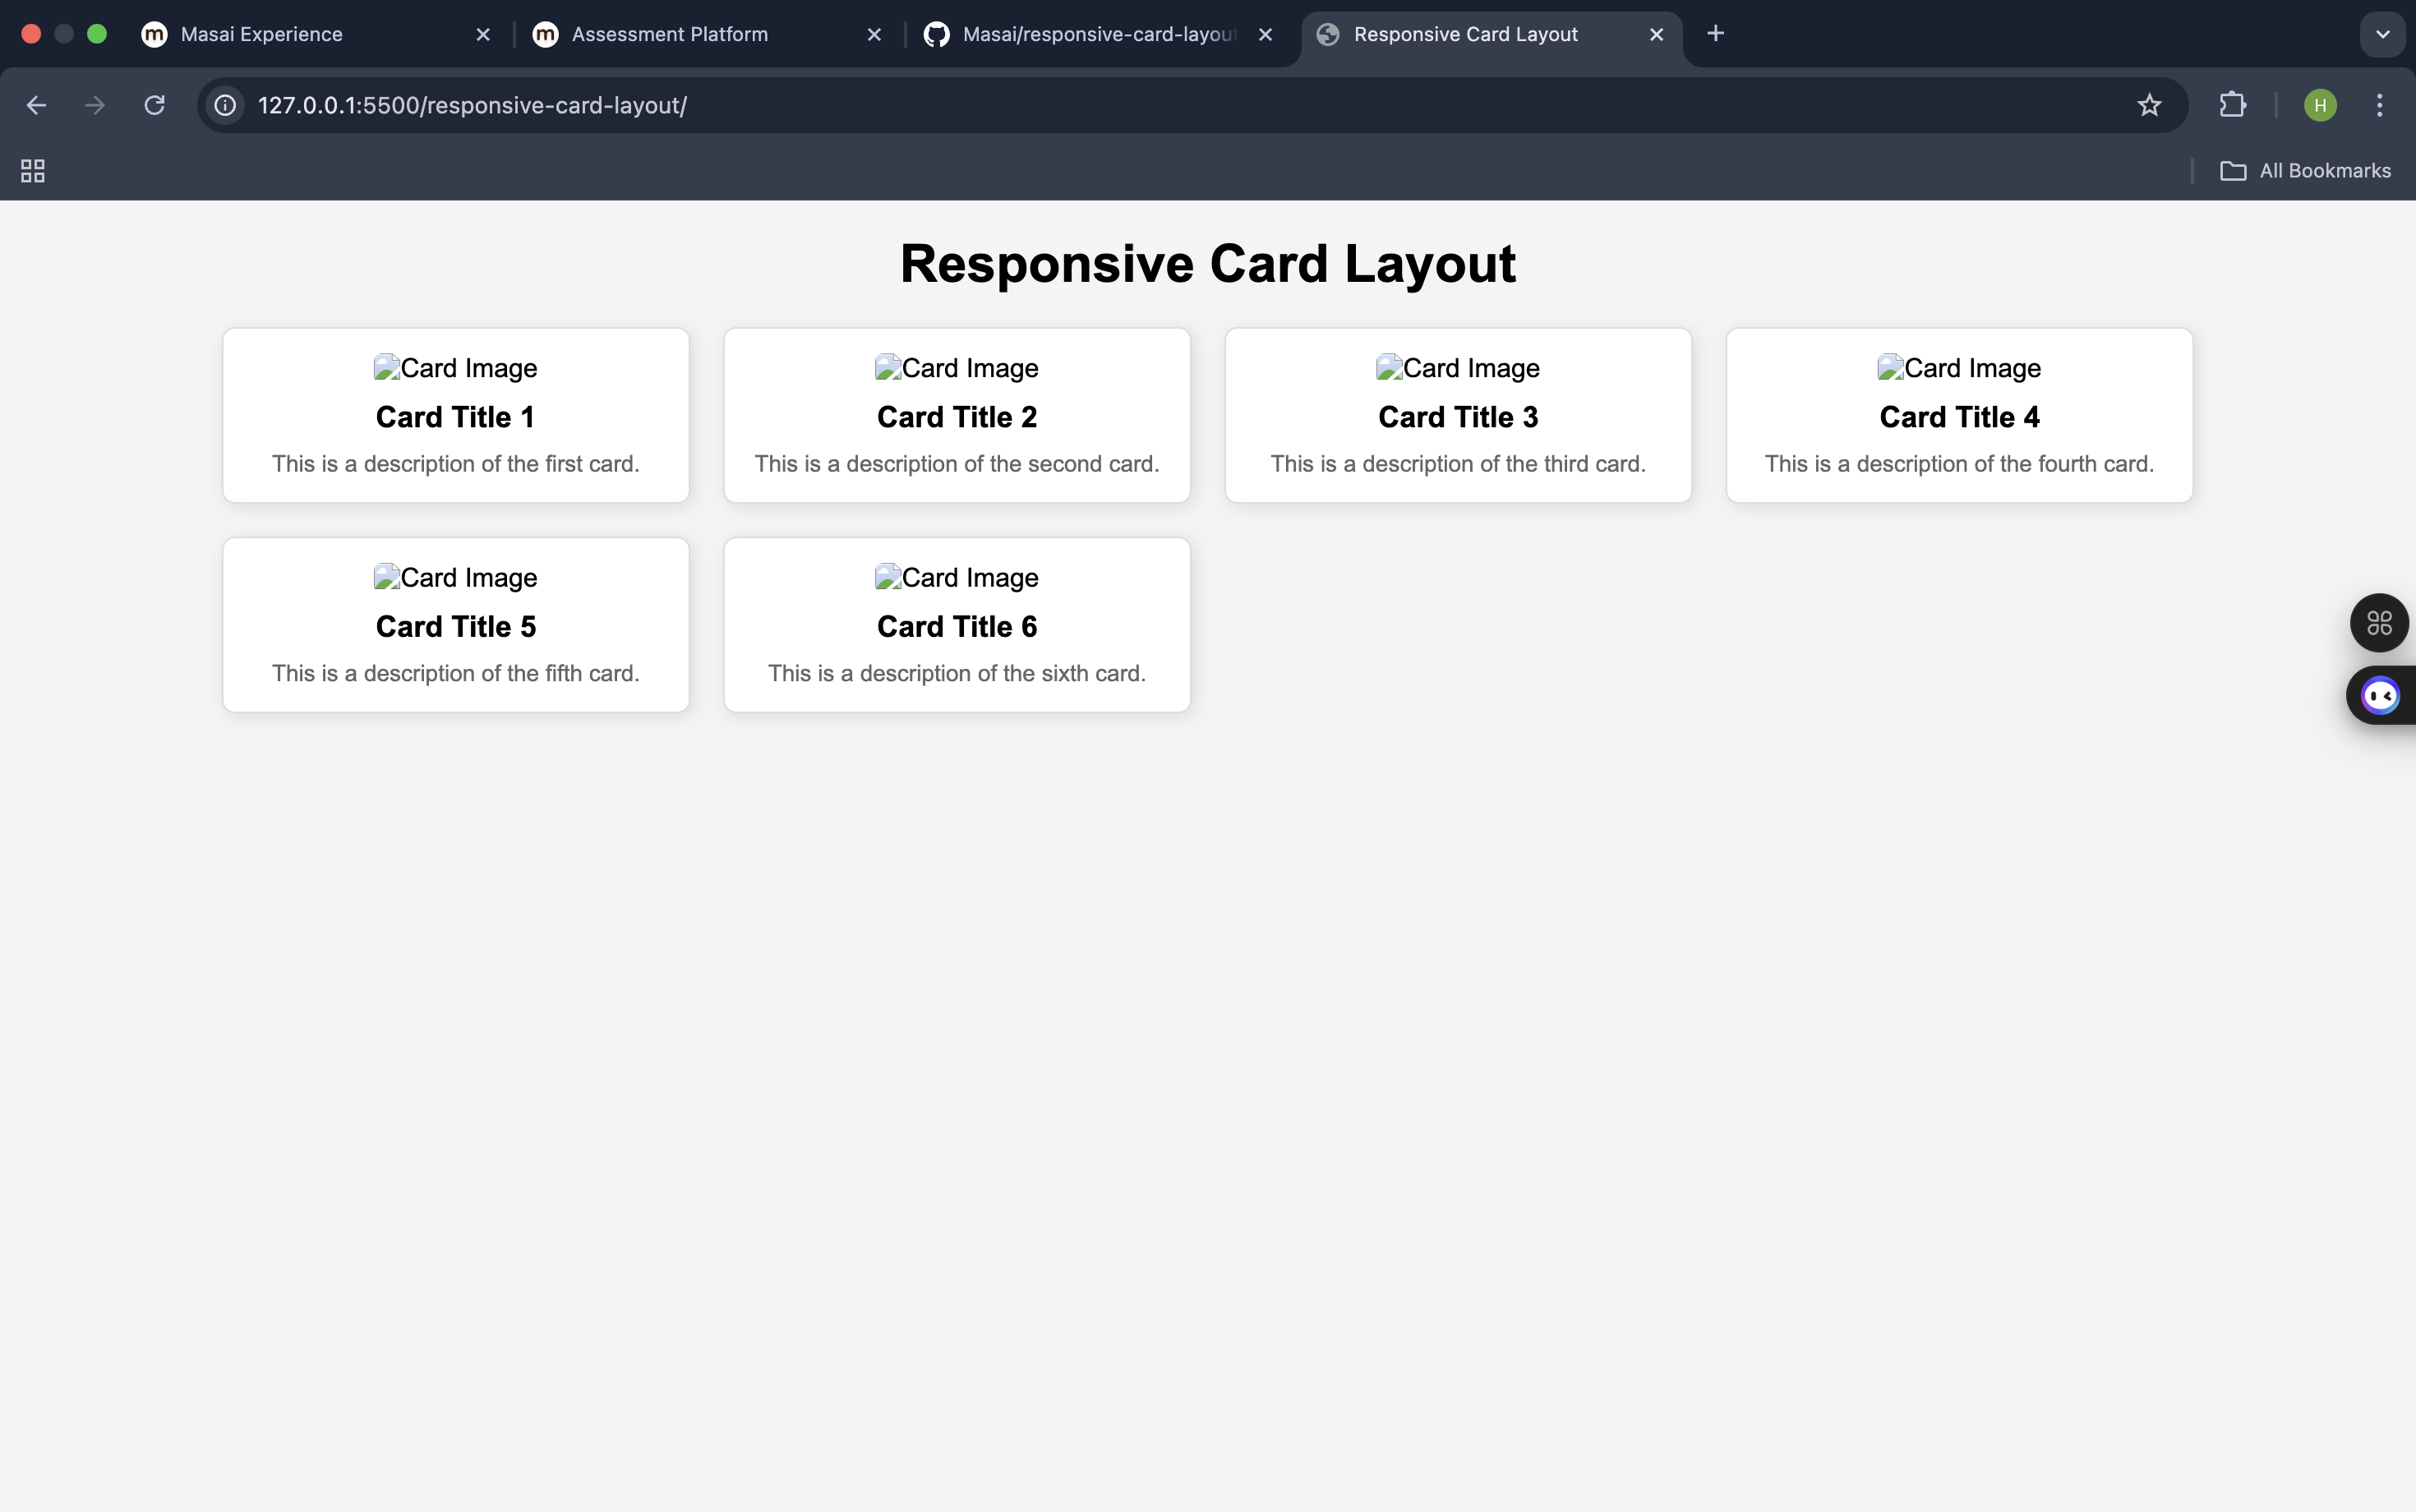 Masai Experience
Assessment Platform
Masai/responsive-card-layou
Responsive Card Layout
127.0.0.1:5500/responsive-card-layout/
H
All Bookmarks
Responsive Card Layout
Card Image
Card Title 1
This is a description of the first card.
Card Image
Card Title 2
This is a description of the second card.
Card Image
Card Title 3
This is a description of the third card.
Card Image
Card Title 4
This is a description of the fourth card.
Card Image
Card Title 5
This is a description of the fifth card.
Card Image
Card Title 6
This is a description of the sixth card.